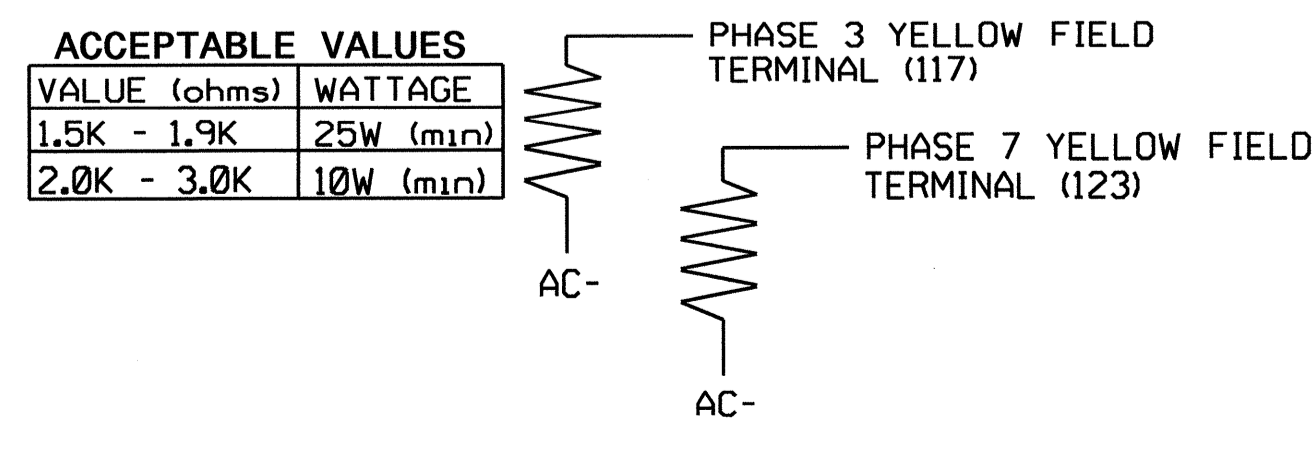 ACCEPTABLE VALUES
VALUE (ohms) WATTAGE
1.5K - 1.9K 25W (min)
2.0K - 3.0K 10W (min)
PHASE 3 YELLOW FIELD
TERMINAL (117)
AC-
PHASE 7 YELLOW FIELD
TERMINAL (123)
AC-